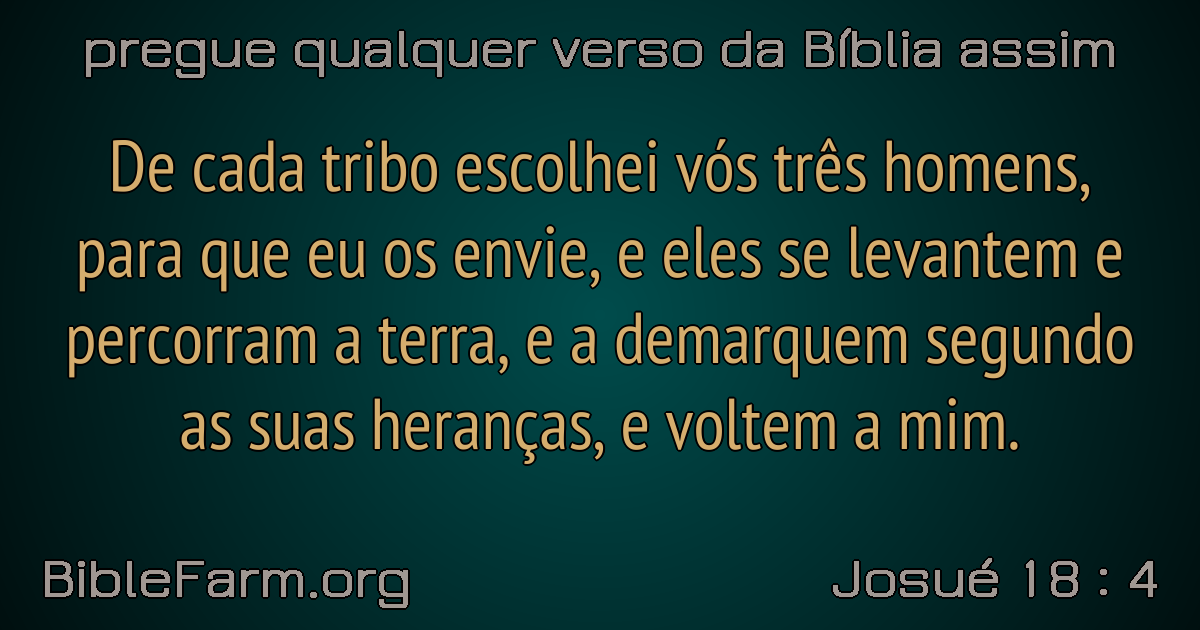 pregue qualquer verso da Bíblia assim
De cada tribo escolhei vós três homens,
para que eu os envie, e eles se levantem e
percorram a terra, e a demarquem segundo
as suas heranças, e voltem a mim.
BibleFarm.org
Josué 18 : 4